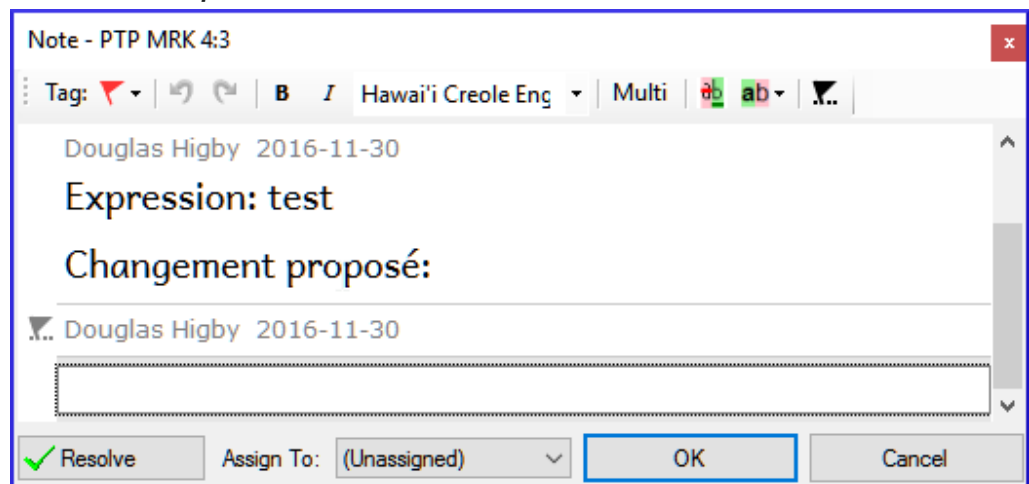 Note - PTP MRK 4:3
x
Tag: B I Hawai'i Creole Eng Multi ab ab
Douglas Higby 2016-11-30
Expression: test
Changement proposé:
Douglas Higby 2016-11-30
Resolve Assign To: (Unassigned) OK Cancel